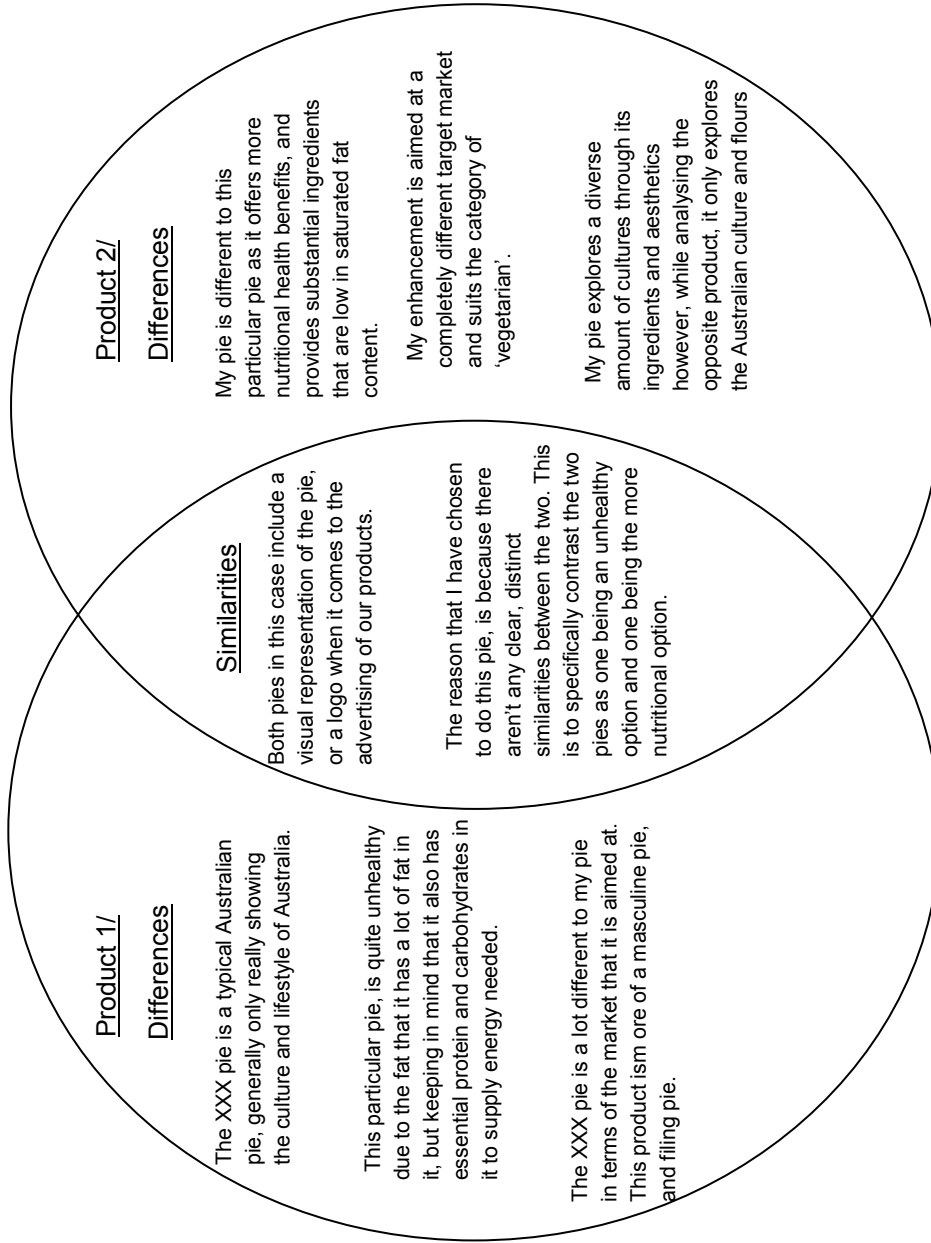 Product 1/
Differences
The XXX pie is a typical Australian
pie, generally only really showing
the culture and lifestyle of Australia.
This particular pie, is quite unhealthy
due to the fat that it has a lot of fat in
it, but keeping in mind that it also has
essential protein and carbohydrates in
it to supply energy needed.
The XXX pie is a lot different to my pie
in terms of the market that it is aimed at.
This product ism ore of a masculine pie,
and filing pie.
Similarities
Both pies in this case include a
visual representation of the pie,
or a logo when it comes to the
advertising of our products.
The reason that I have chosen
to do this pie, is because there
aren't any clear, distinct
similarities between the two. This
is to specifically contrast the two
pies as one being an unhealthy
option and one being the more
nutritional option.
Product 2/
Differences
My pie is different to this
particular pie as it offers more
nutritional health benefits, and
provides substantial ingredients
that are low in saturated fat
content.
My enhancement is aimed at a
completely different target market
and suits the category of
‘vegetarian’.
My pie explores a diverse
amount of cultures through its
ingredients and aesthetics
however, while analysing the
opposite product, it only explores
the Australian culture and flours